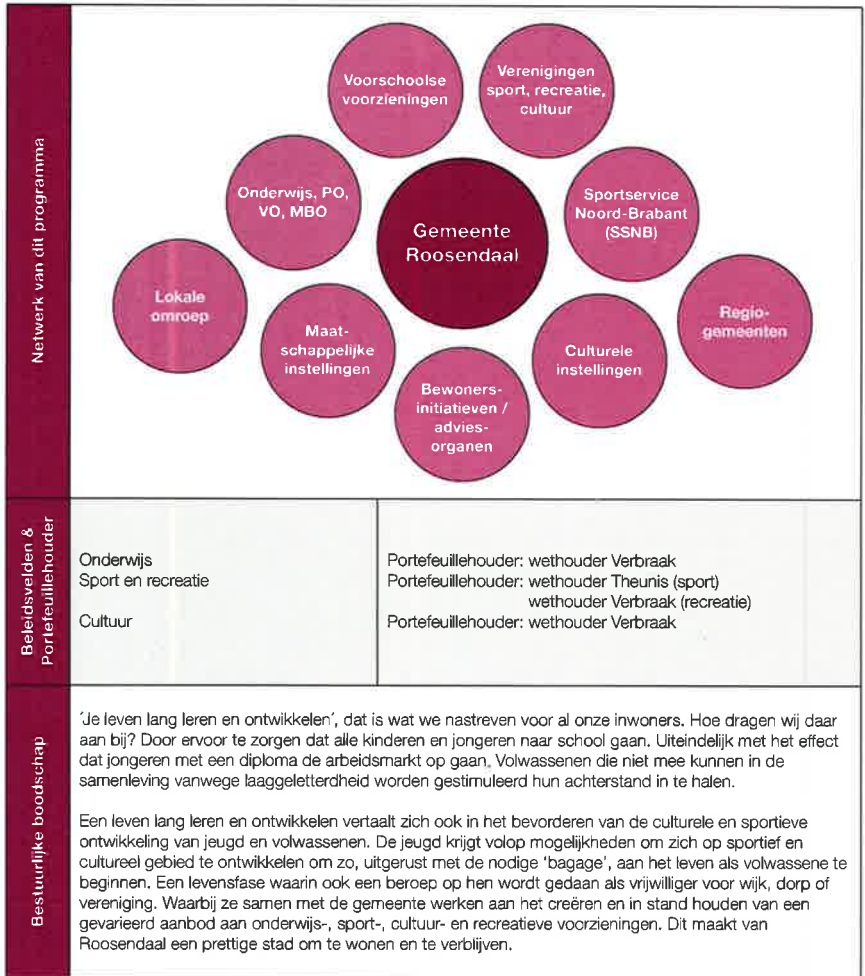 Netwerk van dit programma
Voorschoolse
voorzieningen
Verenigingen
sport, recreatie,
cultuur
Onderwijs, PO,
VO, MBO
Gemeente
Roosendaal
Sportservice
Noord-Brabant
(SSNB)
Lokale
omroep
Maat-
schappelijke
instellingen
Bewoners-
initiatieven /
advies-
organen
Culturele
instellingen
Regio-
gemeenten
Beleidsvelden &
Portefeuillehouder
Onderwijs
Portefeuillehouder: wethouder Verbraak
Sport en recreatie
Portefeuillehouder: wethouder Theunis (sport)
wethouder Verbraak (recreatie)
Cultuur
Portefeuillehouder: wethouder Verbraak
Bestuurlijke boodschap
'Je leven lang leren en ontwikkelen', dat is wat we nastreven voor al onze inwoners. Hoe dragen wij daar
aan bij? Door ervoor te zorgen dat alle kinderen en jongeren naar school gaan. Uiteindelijk met het effect
dat jongeren met een diploma de arbeidsmarkt op gaan. Volwassenen die niet mee kunnen in de
samenleving vanwege laaggeletterdheid worden gestimuleerd hun achterstand in te halen.
Een leven lang leren en ontwikkelen vertaalt zich ook in het bevorderen van de culturele en sportieve
ontwikkeling van jeugd en volwassenen. De jeugd krijgt volop mogelijkheden om zich op sportief en
cultureel gebied te ontwikkelen om zo, uitgerust met de nodige 'bagage', aan het leven als volwassene te
beginnen. Een levensfase waarin ook een beroep op hen wordt gedaan als vrijwilliger voor wijk, dorp of
vereniging. Waarbij ze samen met de gemeente werken aan het creëren en in stand houden van een
gevarieerd aanbod aan onderwijs-, sport-, cultuur- en recreatieve voorzieningen. Dit maakt van
Roosendaal een prettige stad om te wonen en te verblijven.